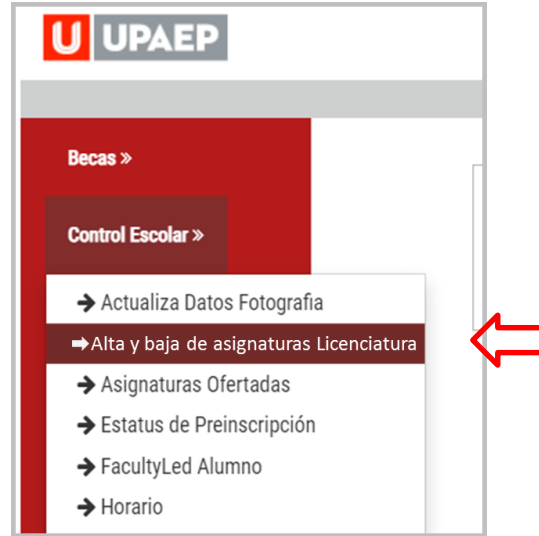 U UPAEP
Becas »
Control Escolar »
➔ Actualiza Datos Fotografia
➡Alta y baja de asignaturas Licenciatura
➔ Asignaturas Ofertadas
➔ Estatus de Preinscripción
➔ FacultyLed Alumno
➔ Horario